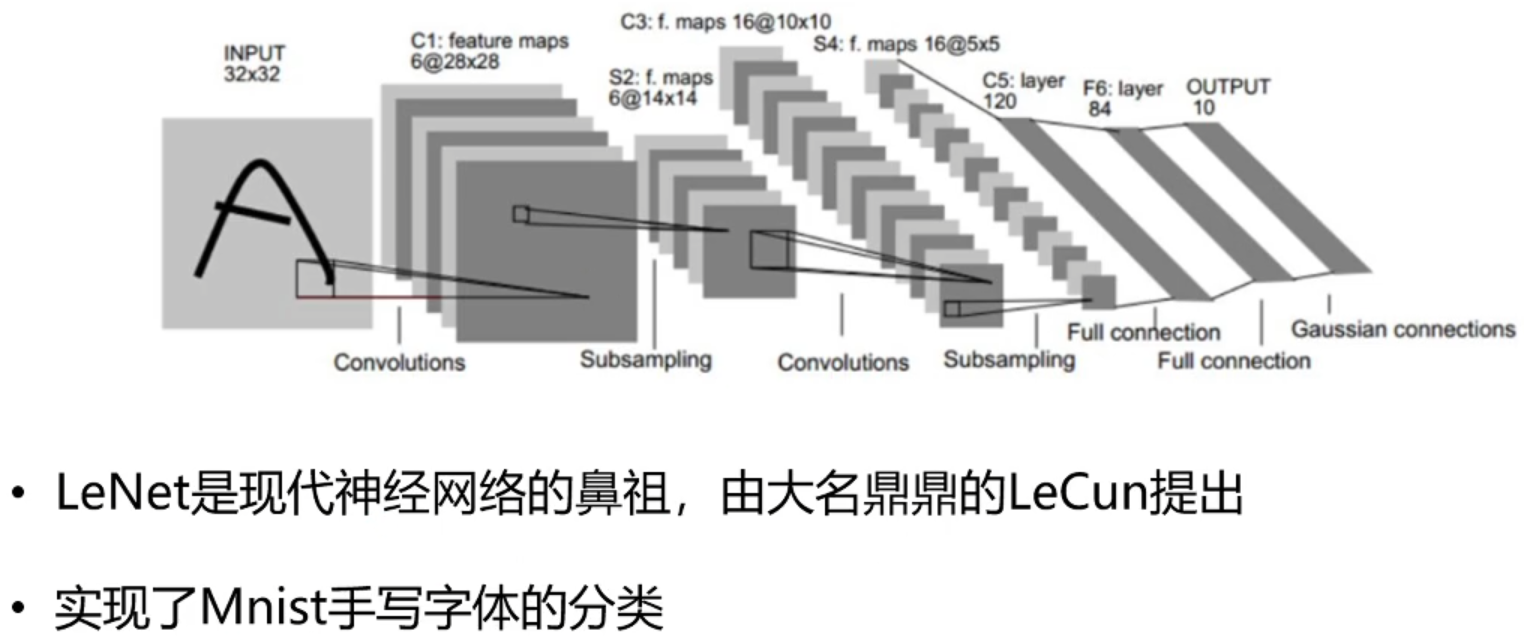 INPUT
32x32
C1: feature maps
6@28x28
S2: f. maps
6@14x14
C3: f. maps 16@10x10
S4: f. maps 16@5x5
C5: layer
120
F6: layer
84
OUTPUT
10
Convolutions
Subsampling
Convolutions
Subsampling
Full connection
Full connection
Gaussian connections
• LeNet是现代神经网络的鼻祖，由大名鼎鼎的LeCun提出
• 实现了Mnist手写字体的分类